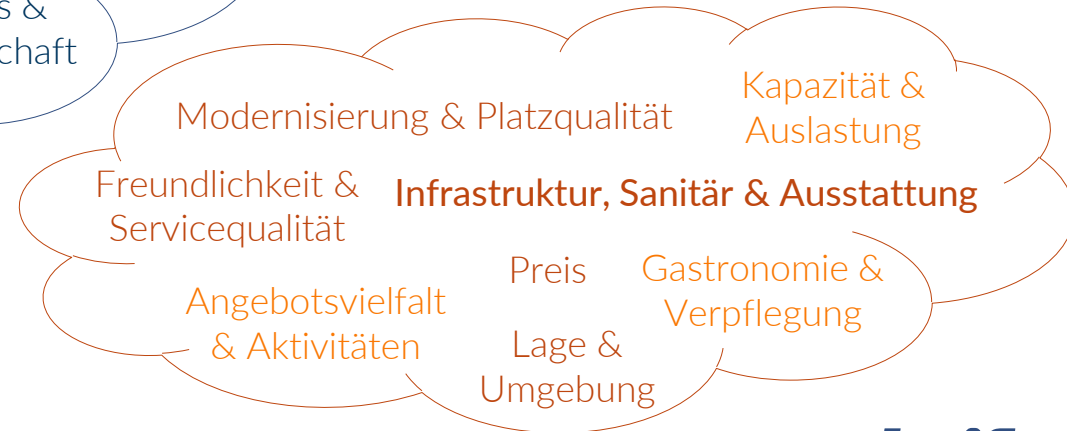 &
chaft
Kapazität &
Auslastung
Modernisierung & Platzqualität
Freundlichkeit &
Servicequalität
Infrastruktur, Sanitär & Ausstattung
Preis
Gastronomie &
Verpflegung
Angebotsvielfalt
& Aktivitäten
Lage &
Umgebung